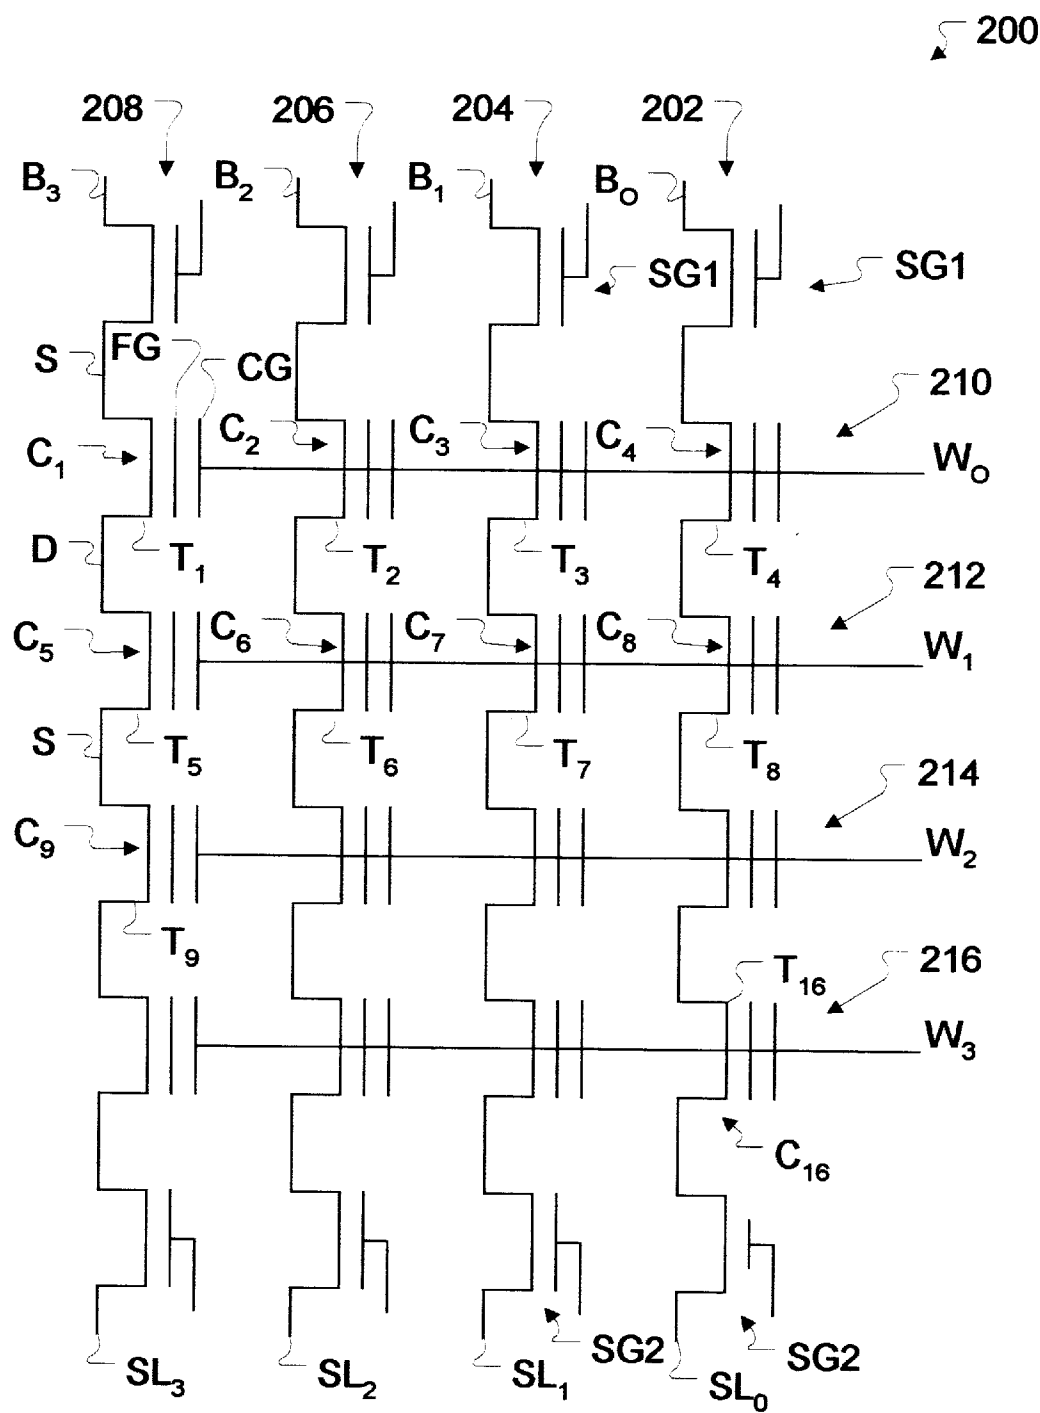 200
208 206 204 202
B₃ B₂ B₁ B₀
SG1 SG1
S FG CG 210
C₁ C₂ C₃ C₄ W₀
D T₁ T₂ T₃ T₄ 212
C₅ C₆ C₇ C₈ W₁
S T₅ T₆ T₇ T₈ 214
C₉ W₂
T₉ T₁₆ 216
W₃
C₁₆
SG2 SG2
SL₃ SL₂ SL₁ SL₀